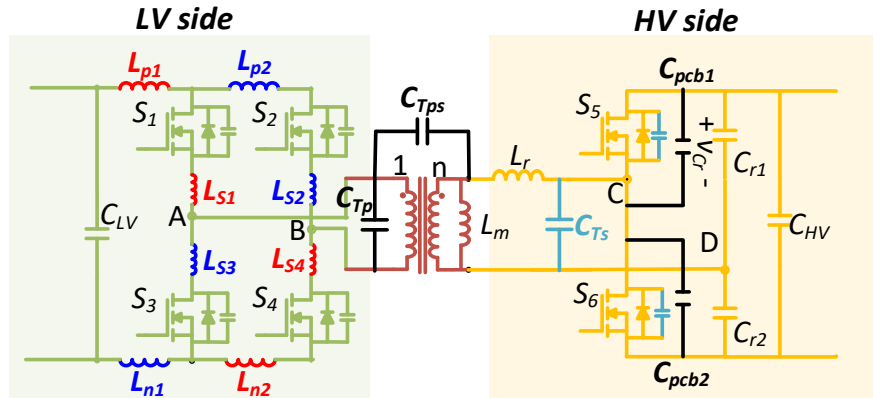 LV side
HV side
Lp1
Lp2
CTps
Cpcb1
S1
S2
S5
+ VCr -
Cr1
1
n
Lr
LS1
LS2
CTp
C
CLV
A
B
Lm
CTs
D
CHV
LS3
LS4
S3
S4
S6
Cr2
Ln1
Ln2
Cpcb2